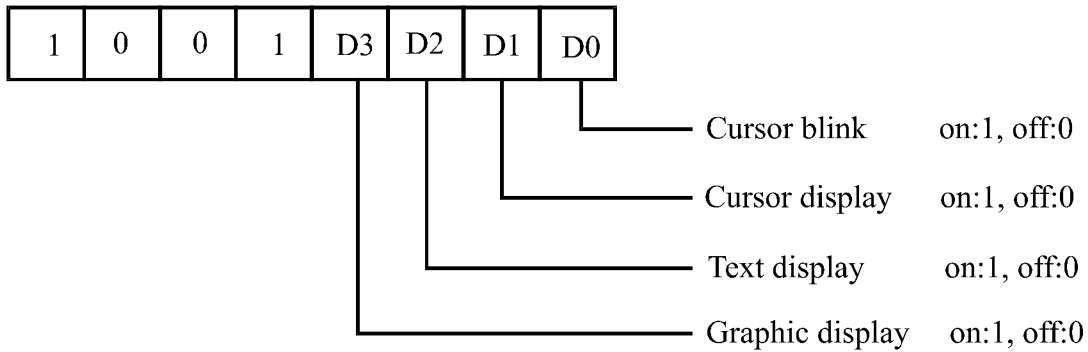 1 0 0 1 D3 D2 D1 D0
Cursor blink on:1, off:0
Cursor display on:1, off:0
Text display on:1, off:0
Graphic display on:1, off:0